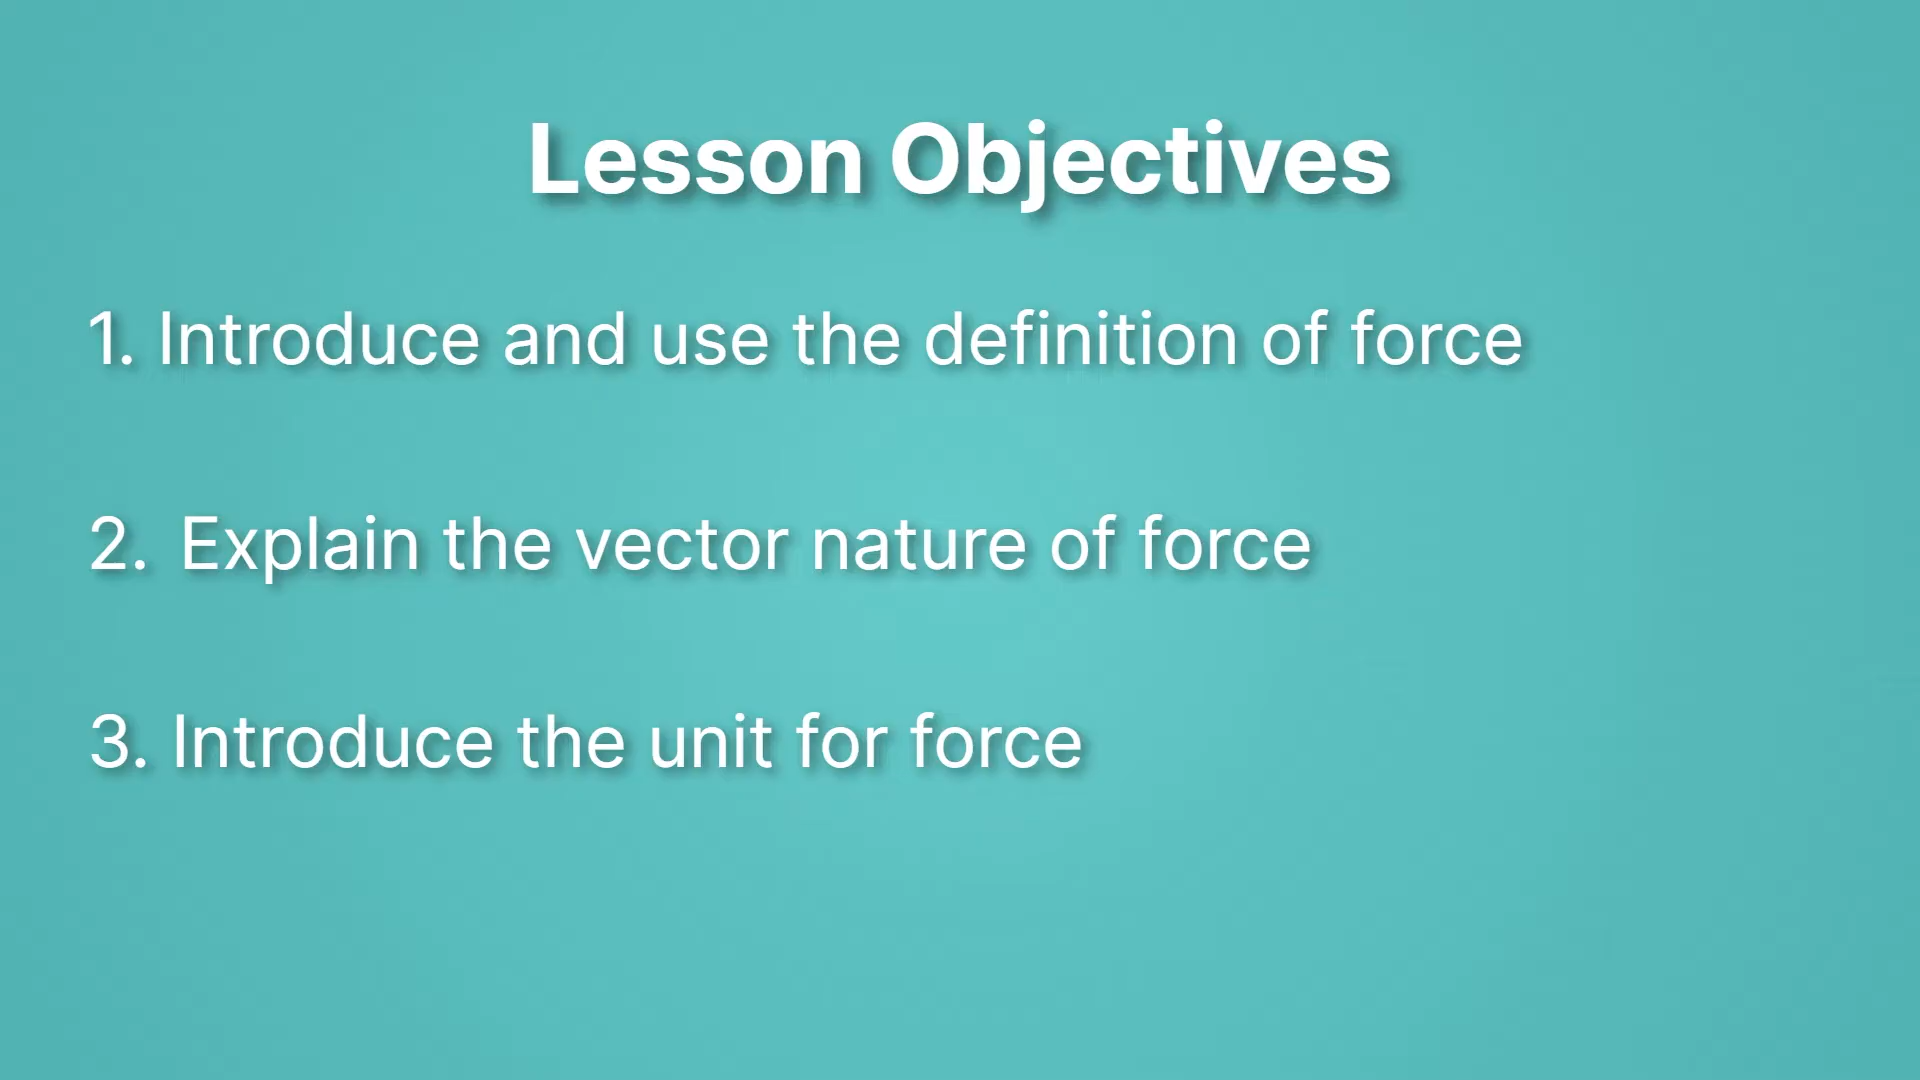 Lesson Objectives
1. Introduce and use the definition of force
2. Explain the vector nature of force
3. Introduce the unit for force